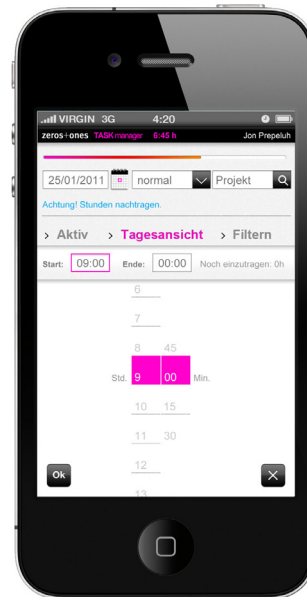 VIRGIN 3G 4:20
zeros+ones TASKmanager 6:45 h Jon Prepeluh
25/01/2011 normal Projekt
Achtung! Stunden nachtragen.
> Aktiv > Tagesansicht > Filtern
Start: 09:00 Ende: 00:00 Noch einzutragen: 0h
6
7
8 45
Std. 9 00 Min.
10 15
11 30
12
13
Ok